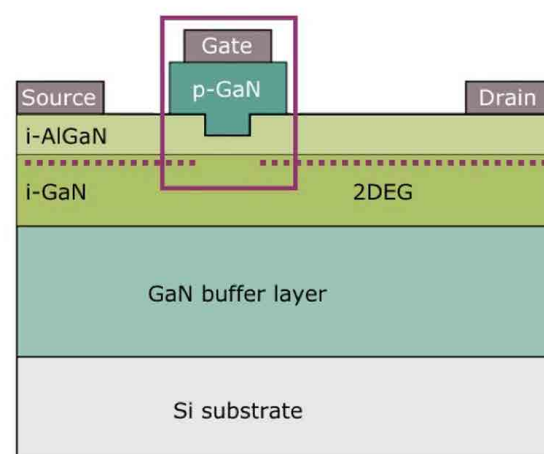 Gate
p-GaN
Source
Drain
i-AlGaN
i-GaN
2DEG
GaN buffer layer
Si substrate